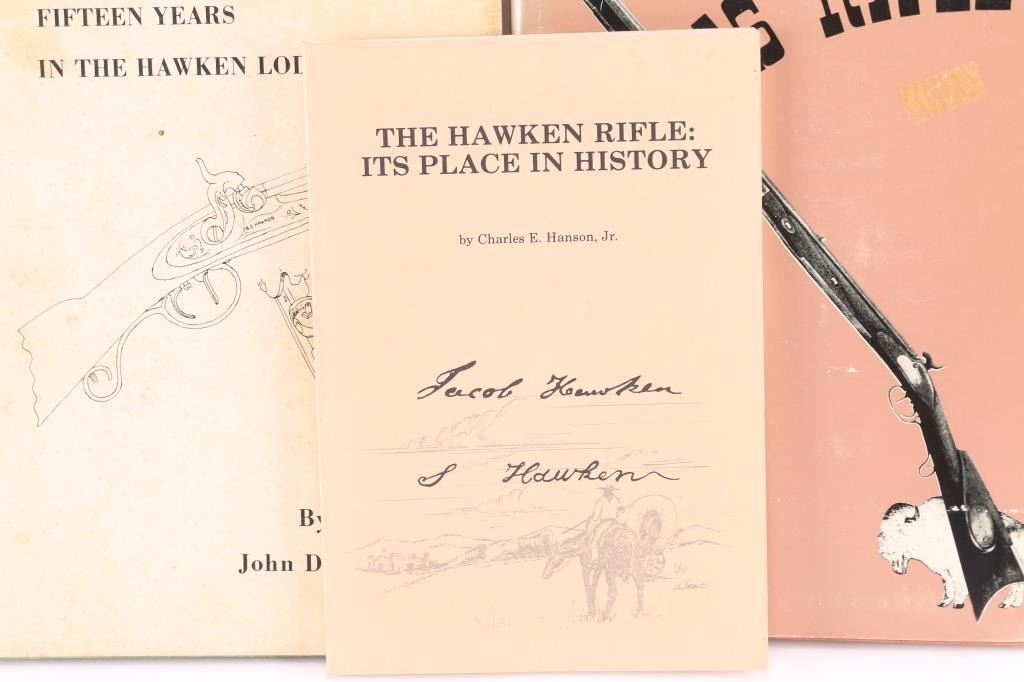 FIFTEEN YEARS
IN THE HAWKEN
By
John D
J&S HAWKEN
THE HAWKEN RIFLE:
ITS PLACE IN HISTORY
by Charles E. Hanson, Jr.
Jacob Hawken
S Hawken